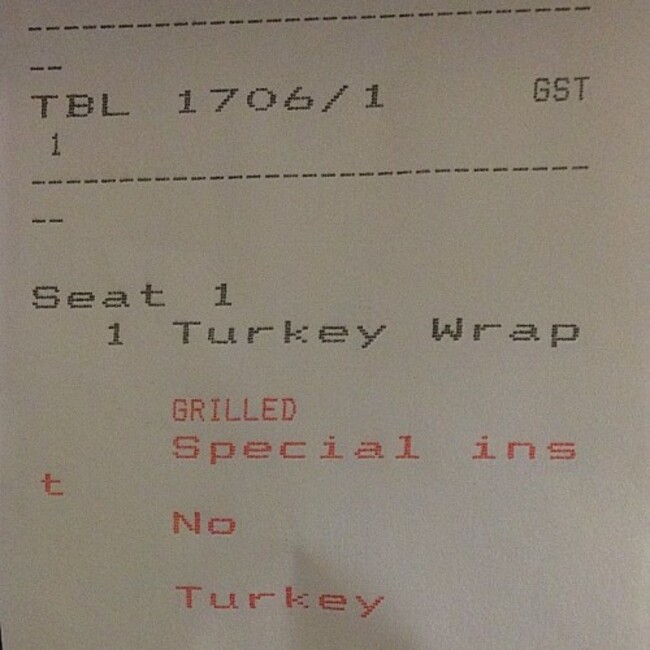 --------------------------------
--
TBL 1706/1 GST
1
--------------------------------
--
Seat 1
1 Turkey Wrap
GRILLED
Special ins
t
No
Turkey